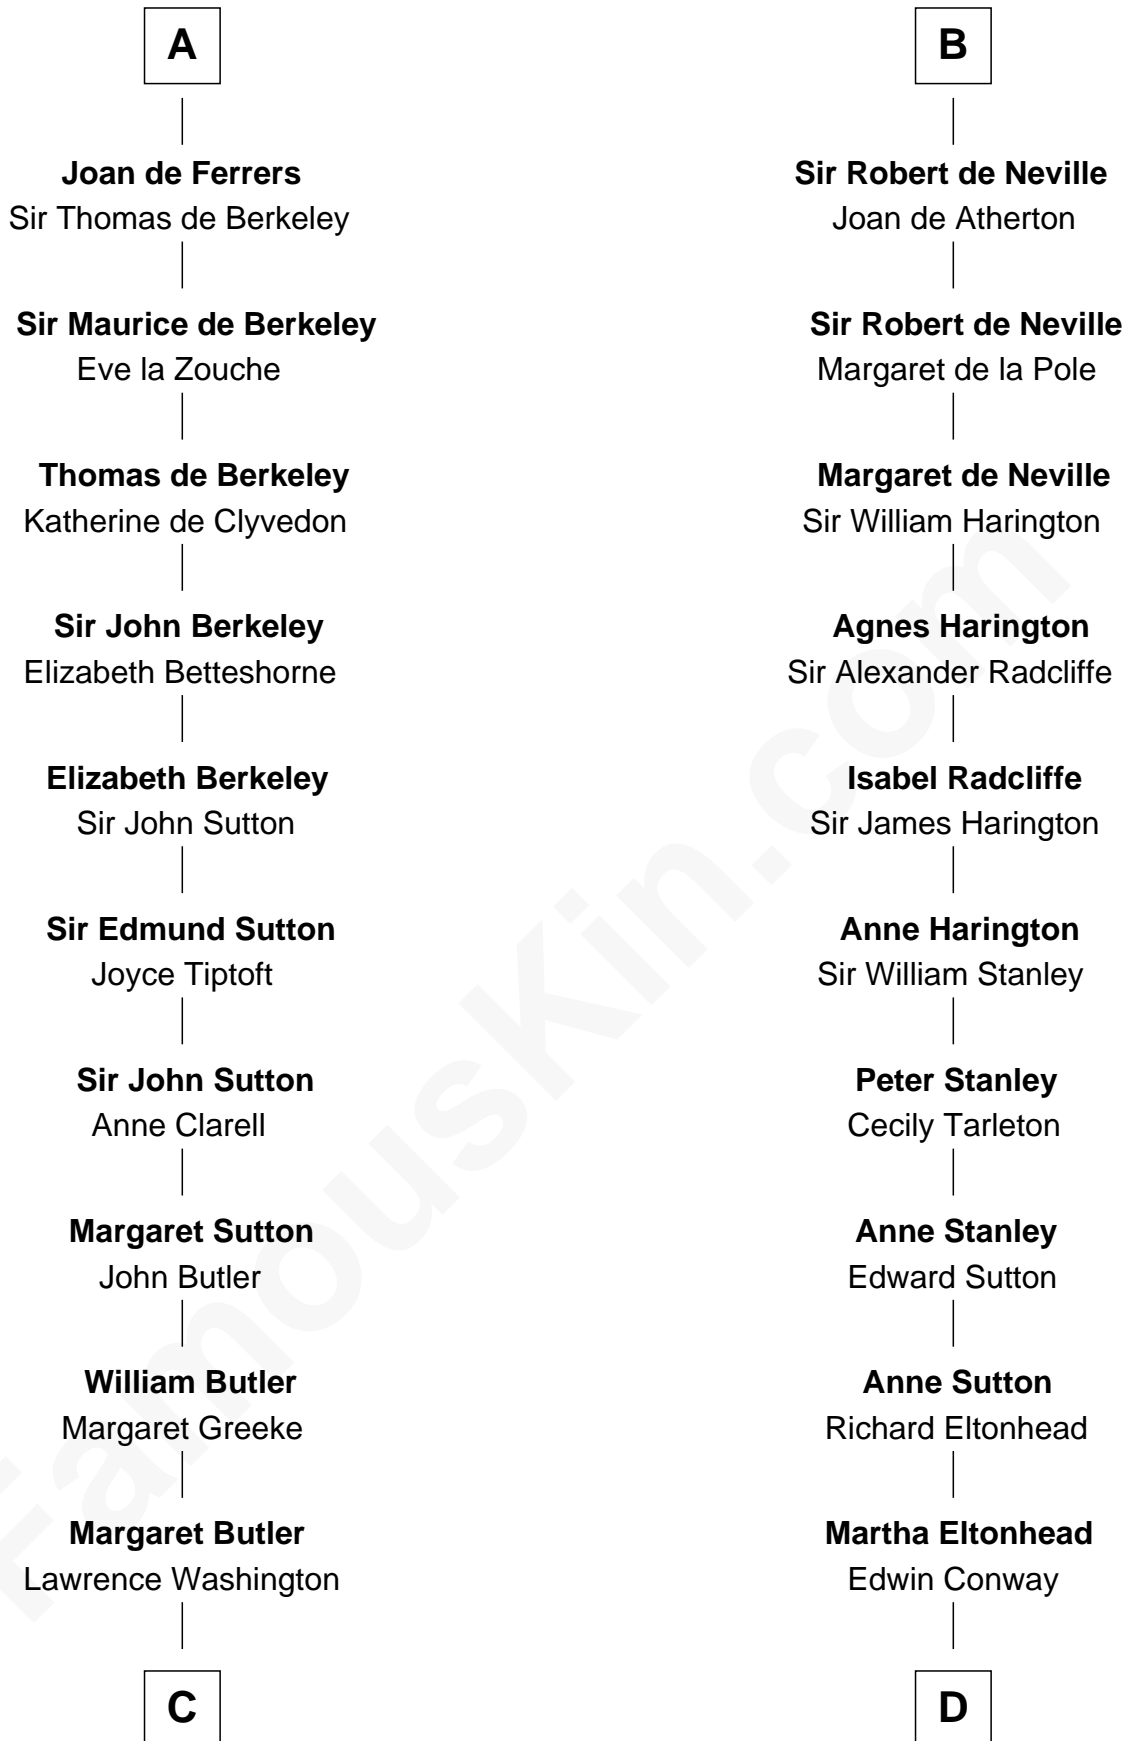 A
Joan de Ferrers
Sir Thomas de Berkeley
Sir Maurice de Berkeley
Eve la Zouche
Thomas de Berkeley
Katherine de Clyvedon
Sir John Berkeley
Elizabeth Betteshorne
Elizabeth Berkeley
Sir John Sutton
Sir Edmund Sutton
Joyce Tiptoft
Sir John Sutton
Anne Clarell
Margaret Sutton
John Butler
William Butler
Margaret Greeke
Margaret Butler
Lawrence Washington
C
B
Sir Robert de Neville
Joan de Atherton
Sir Robert de Neville
Margaret de la Pole
Margaret de Neville
Sir William Harington
Agnes Harington
Sir Alexander Radcliffe
Isabel Radcliffe
Sir James Harington
Anne Harington
Sir William Stanley
Peter Stanley
Cecily Tarleton
Anne Stanley
Edward Sutton
Anne Sutton
Richard Eltonhead
Martha Eltonhead
Edwin Conway
D
FamousKin.com